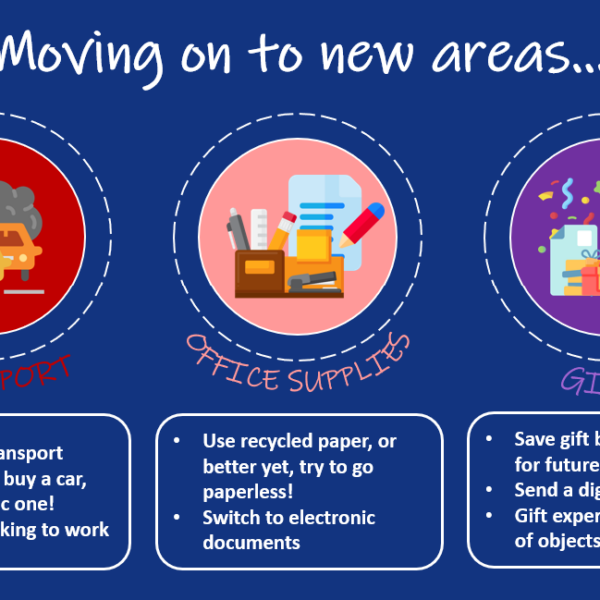 Moving on to new areas...
PORT
OFFICE SUPPLIES
GI
ansport
buy a car,
c one!
king to work
• Use recycled paper, or
better yet, try to go
paperless!
• Switch to electronic
documents
• Save gift b
for future
• Send a dig
• Gift exper
of objects